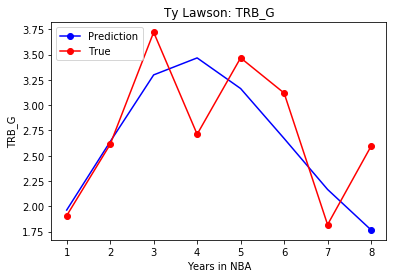 Ty Lawson: TRB_G
Prediction
True
3.75
3.50
3.25
3.00
2.75
2.50
2.25
2.00
1.75
TRB_G
1 2 3 4 5 6 7 8
Years in NBA